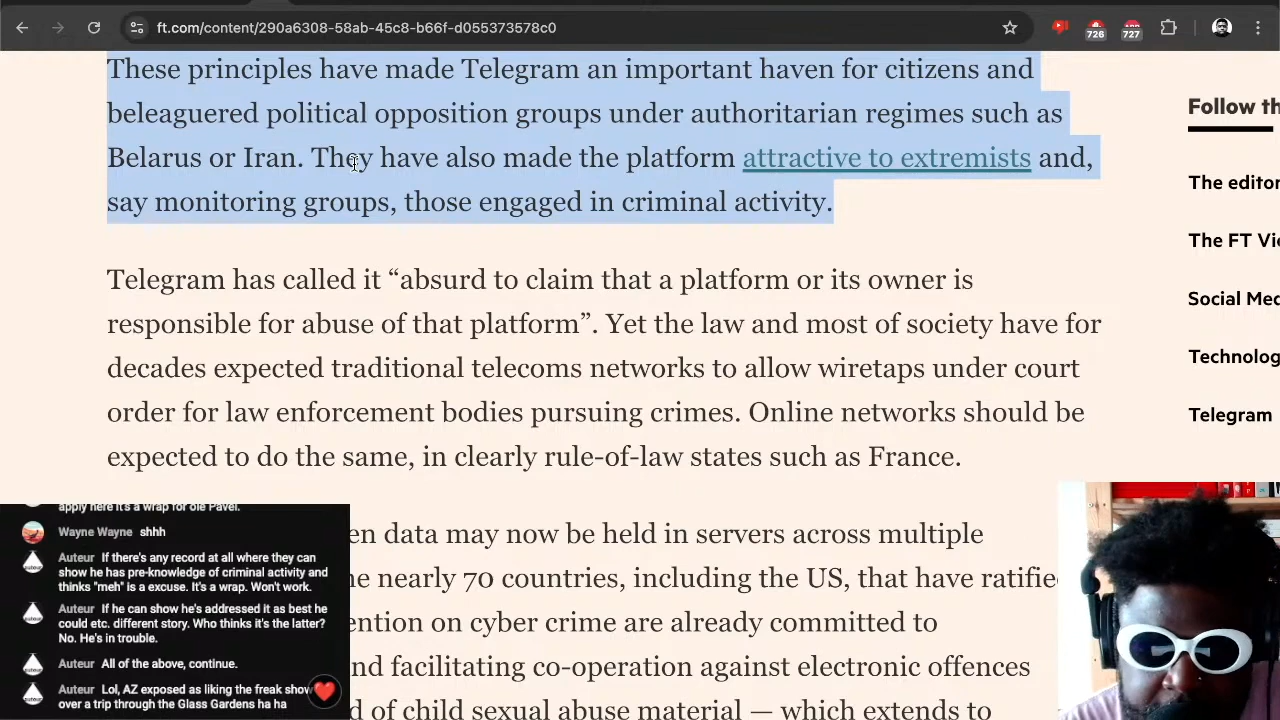 ft.com/content/290a6308-58ab-45c8-b66f-d055373578c0
726
727
These principles have made Telegram an important haven for citizens and
beleaguered political opposition groups under authoritarian regimes such as
Belarus or Iran. They have also made the platform attractive to extremists and,
say monitoring groups, those engaged in criminal activity.
Telegram has called it “absurd to claim that a platform or its owner is
responsible for abuse of that platform”. Yet the law and most of society have for
decades expected traditional telecoms networks to allow wiretaps under court
order for law enforcement bodies pursuing crimes. Online networks should be
expected to do the same, in clearly rule-of-law states such as France.
en data may now be held in servers across multiple
ne nearly 70 countries, including the US, that have ratifie
ention on cyber crime are already committed to
nd facilitating co-operation against electronic offences
d of child sexual abuse material — which extends to
Follow th
The editor
The FT Vie
Social Med
Technolog
Telegram
apply here it's a wrap for ole Pavel.
Wayne Wayne shhh
Auteur If there's any record at all where they can
show he has pre-knowledge of criminal activity and
thinks "meh" is a excuse. It's a wrap. Won't work.
Auteur If he can show he's addressed it as best he
could etc. different story. Who thinks it's the latter?
No. He's in trouble.
Auteur All of the above, continue.
Auteur Lol, AZ exposed as liking the freak show
over a trip through the Glass Gardens ha ha